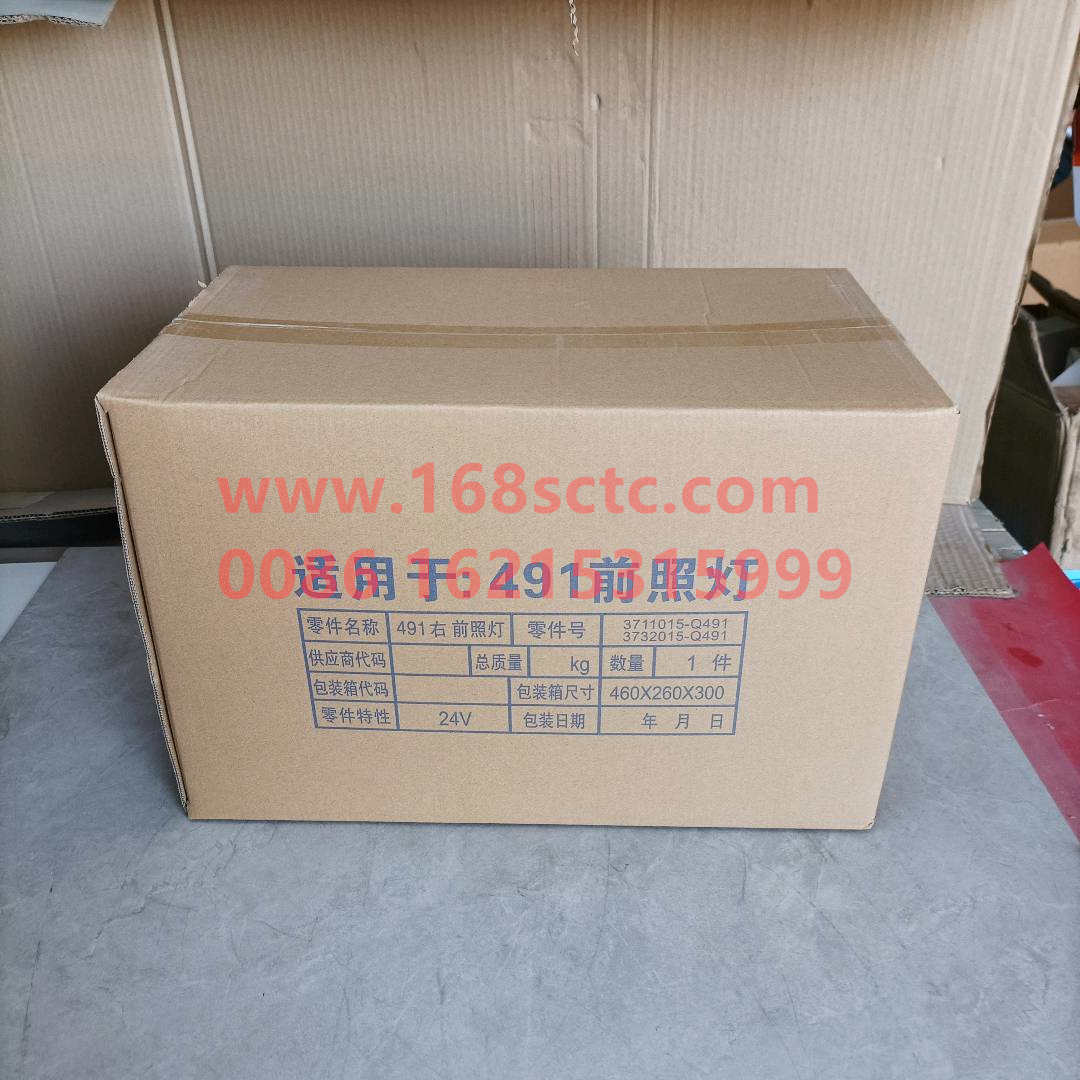 www.168sctc.com
0086 16215315999
适用于:491前照灯
零件名称 491右 前照灯 零件号 3711015-Q491
3732015-Q491
供应商代码 总质量 kg 数量 1 件
包装箱代码 包装箱尺寸 460X260X300
零件特性 24V 包装日期 年 月 日